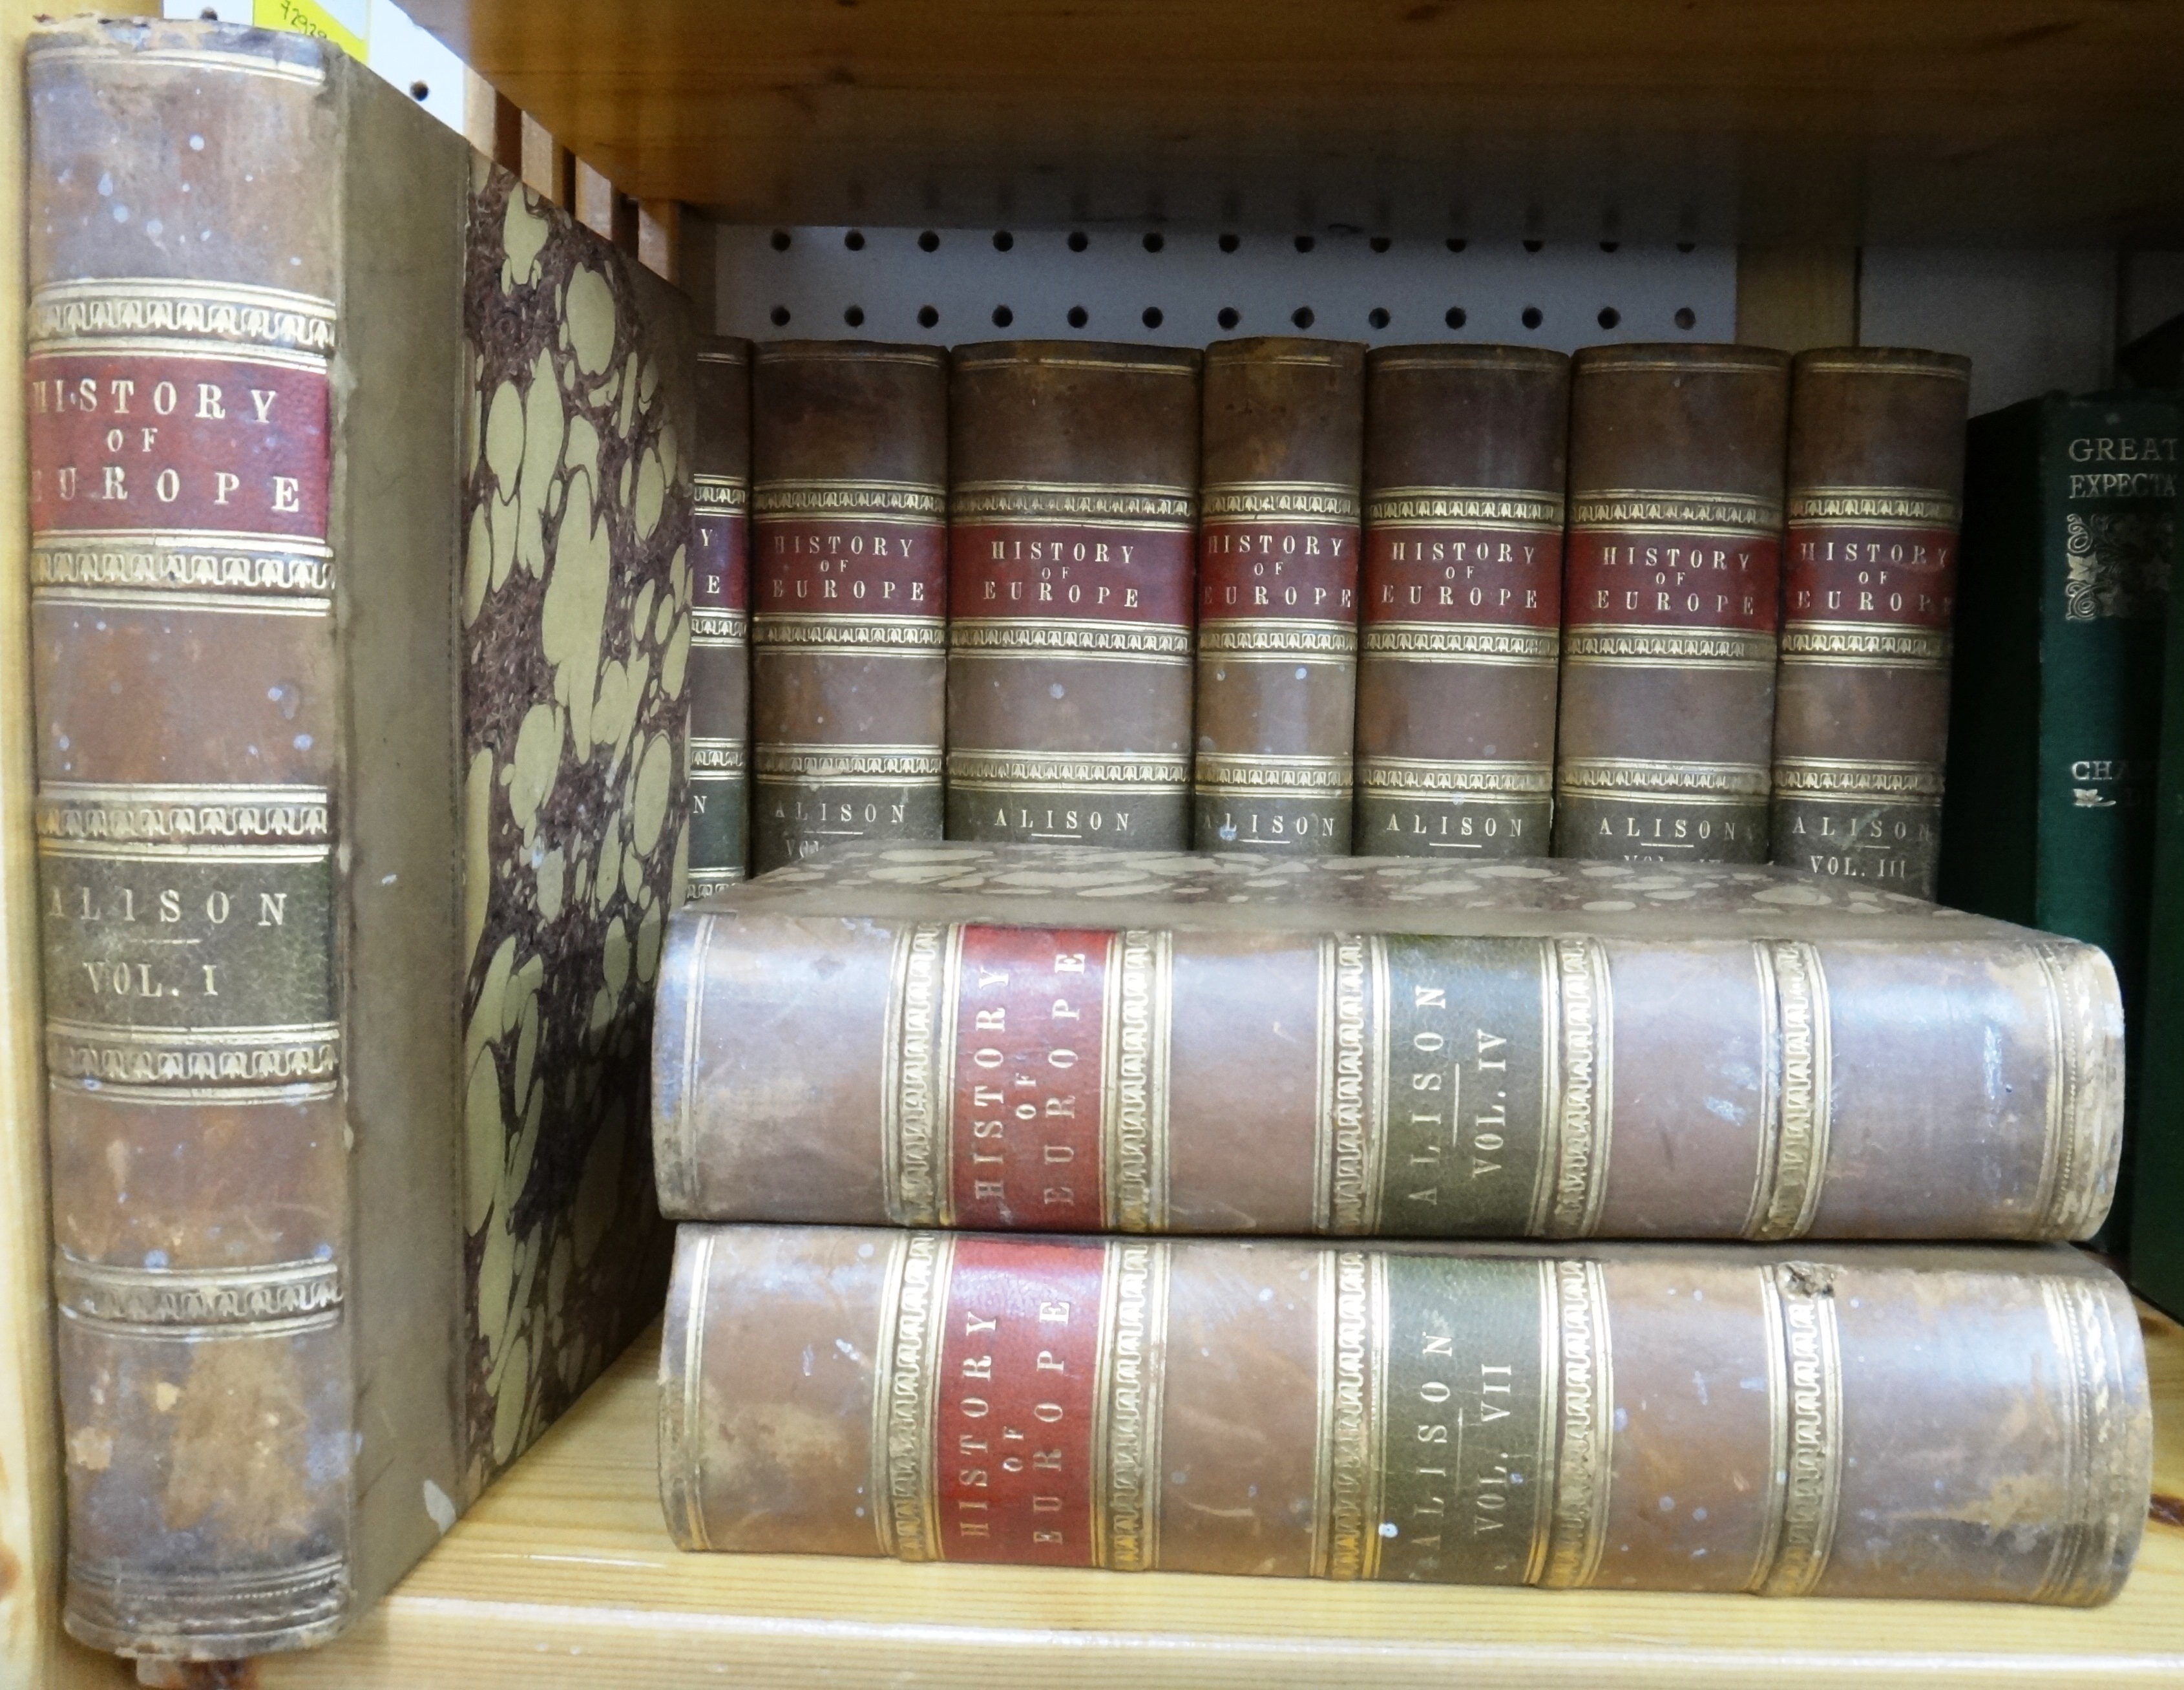 72929
HISTORY
OF
EUROPE
ALISON
VOL. I
Y
E
N
HISTORY
OF
EUROPE
ALISON
HISTORY
OF
EUROPE
ALISON
HISTORY
OF
EUROPE
ALISON
HISTORY
OF
EUROPE
ALISON
HISTORY
OF
EUROPE
ALISON
HISTORY
OF
EUROPE
ALISON
VOL. III
GREAT
EXPECTA
CHA
HISTORY
OF
EUROPE
ALISON
VOL. IV
HISTORY
OF
EUROPE
ALISON
VOL. VII